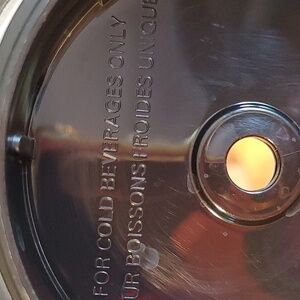 FOR COLD BEVERAGES ONLY
UR BOISSONS FROIDES UNIQUE